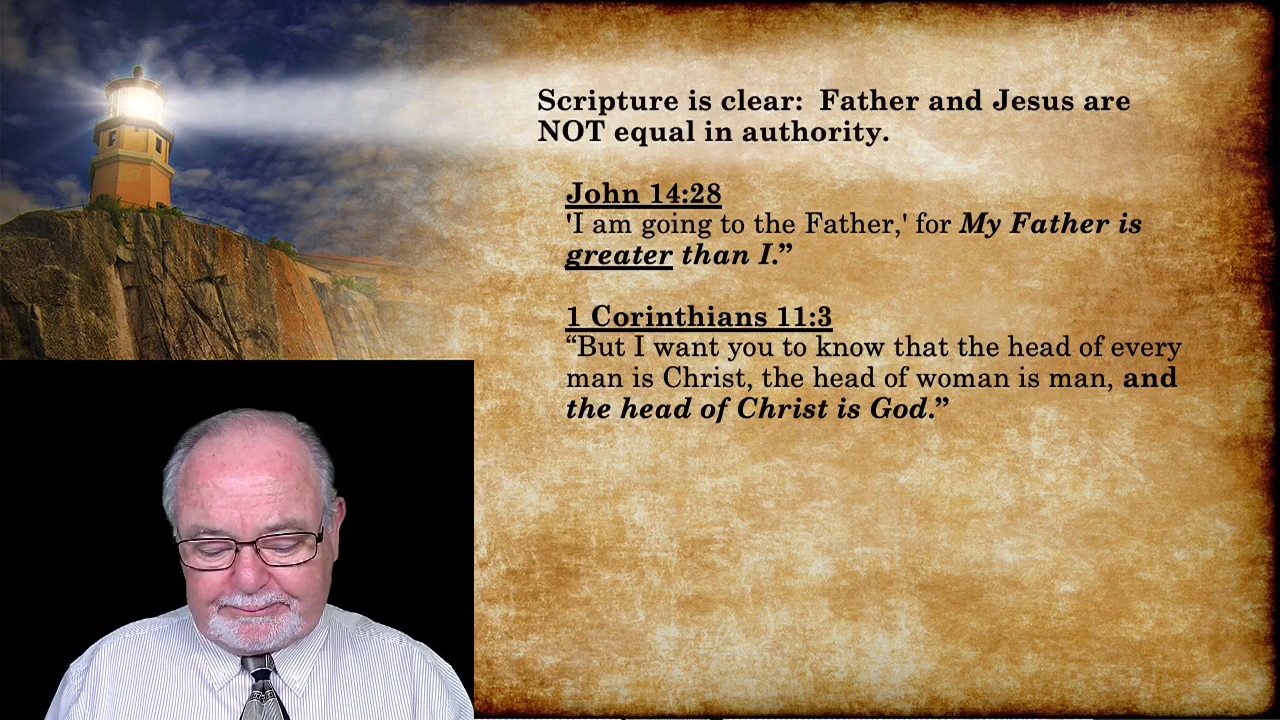 Scripture is clear:  Father and Jesus are
NOT equal in authority.
John 14:28
'I am going to the Father,' for My Father is
greater than I.”
1 Corinthians 11:3
“But I want you to know that the head of every
man is Christ, the head of woman is man, and
the head of Christ is God.”